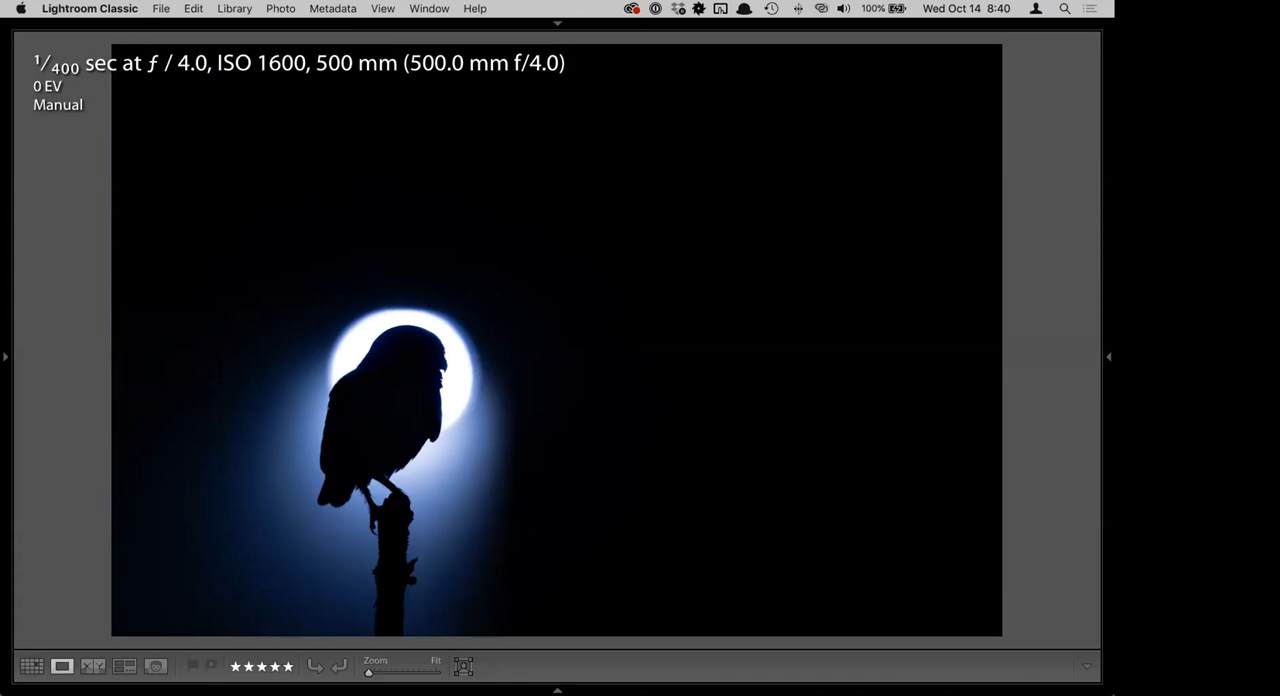 Lightroom Classic File Edit Library Photo Metadata View Window Help 100% Wed Oct 14 8:40
1/400 sec at ƒ / 4.0, ISO 1600, 500 mm (500.0 mm f/4.0)
0 EV
Manual
XY Zoom Fit